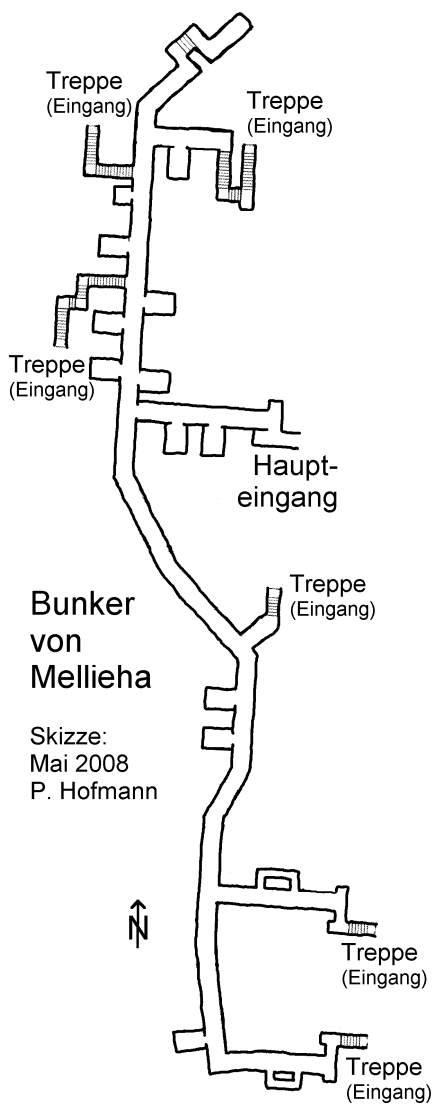 Treppe
(Eingang)
Treppe
(Eingang)
Treppe
(Eingang)
Haupt-
eingang
Treppe
(Eingang)
Bunker
von
Mellieha
Skizze:
Mai 2008
P. Hofmann
N
Treppe
(Eingang)
Treppe
(Eingang)